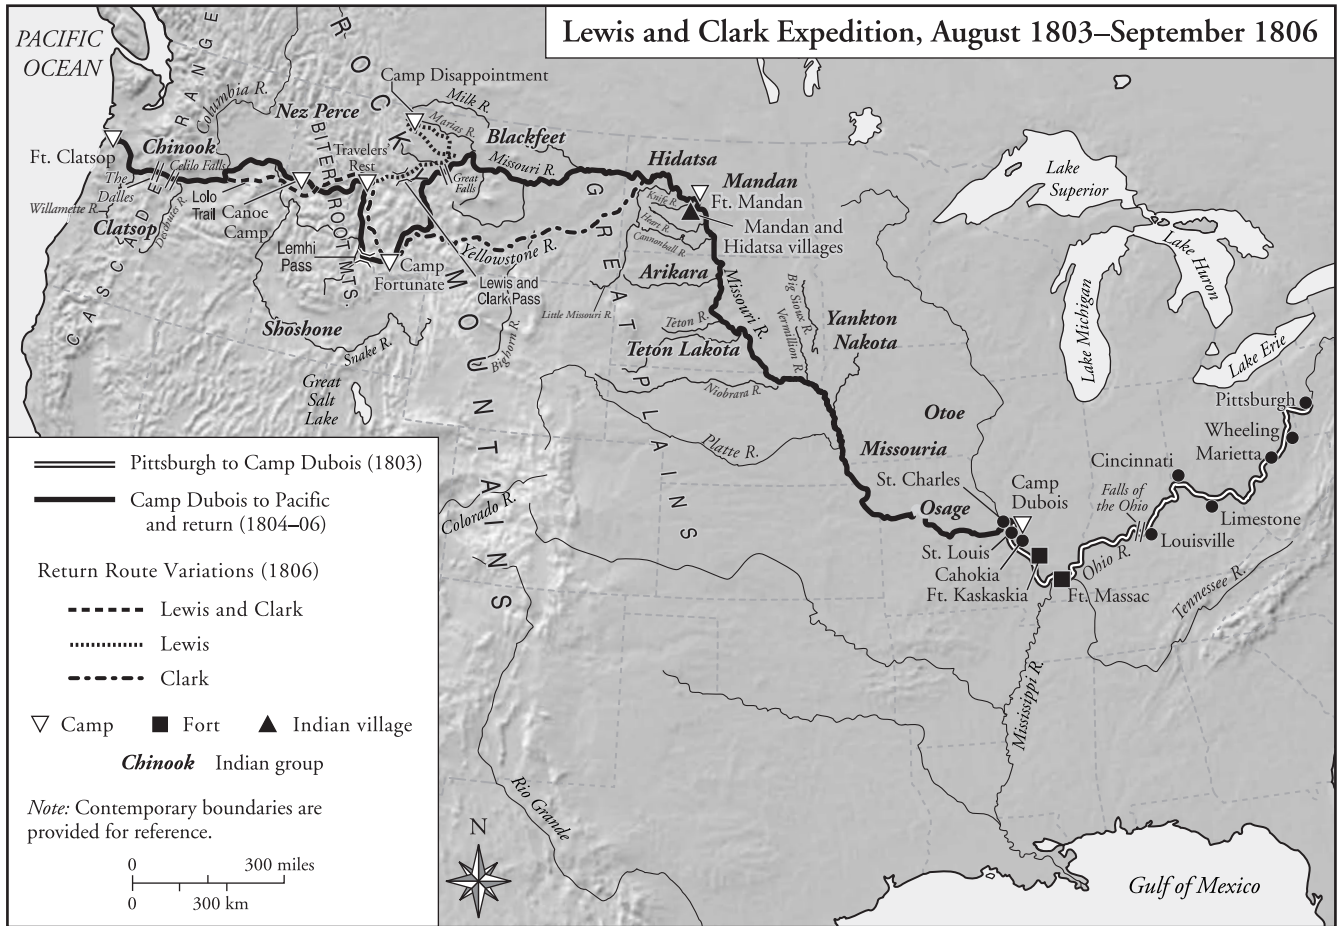 Lewis and Clark Expedition, August 1803–September 1806
PACIFIC
OCEAN
CASCADE RANGE
ROCKY MOUNTAINS
GREAT PLAINS
BITTERROOT MTS.
Camp Disappointment
Milk R.
Marias R.
Columbia R.
Nez Perce
Blackfeet
Chinook
Celilo Falls
Travelers'
Rest
Great
Falls
Missouri R.
Hidatsa
Mandan
Ft. Mandan
Mandan and
Hidatsa villages
Knife R.
Heart R.
Cannonball R.
Ft. Clatsop
The
Dalles
Willamette R.
Deschutes R.
Clatsop
Lolo
Trail
Canoe
Camp
Lemhi
Pass
Camp
Fortunate
Yellowstone R.
Lewis and
Clark Pass
Bighorn R.
Little Missouri R.
Arikara
Missouri R.
Teton R.
Teton Lakota
Big Sioux R.
Vermillion R.
Yankton
Nakota
Shoshone
Snake R.
Great
Salt
Lake
Niobrara R.
Platte R.
Otoe
Missouria
Osage
Colorado R.
Rio Grande
St. Charles
Camp
Dubois
St. Louis
Cahokia
Ft. Kaskaskia
Ft. Massac
Ohio R.
Tennessee R.
Mississippi R.
Falls of
the Ohio
Louisville
Limestone
Cincinnati
Marietta
Wheeling
Pittsburgh
Lake
Superior
Lake Michigan
Lake Huron
Lake Erie
Gulf of Mexico
Pittsburgh to Camp Dubois (1803)
Camp Dubois to Pacific
and return (1804–06)
Return Route Variations (1806)
Lewis and Clark
Lewis
Clark
Camp Fort Indian village
Chinook Indian group
Note: Contemporary boundaries are
provided for reference.
0 300 miles
0 300 km
N